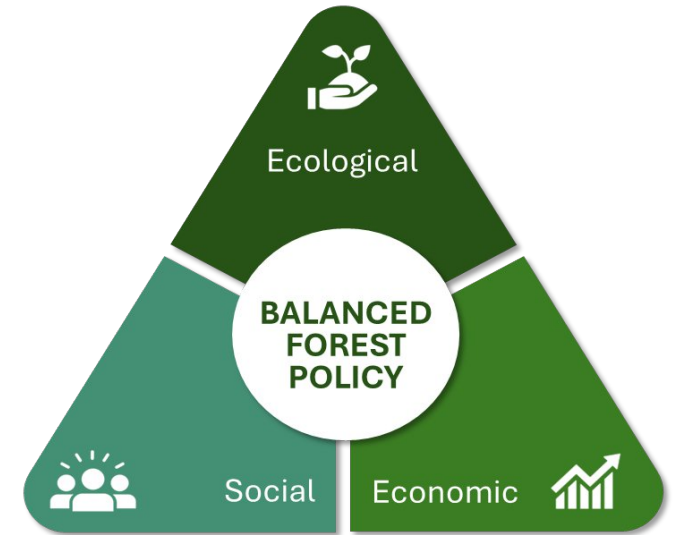 Ecological
BALANCED
FOREST
POLICY
Social
Economic